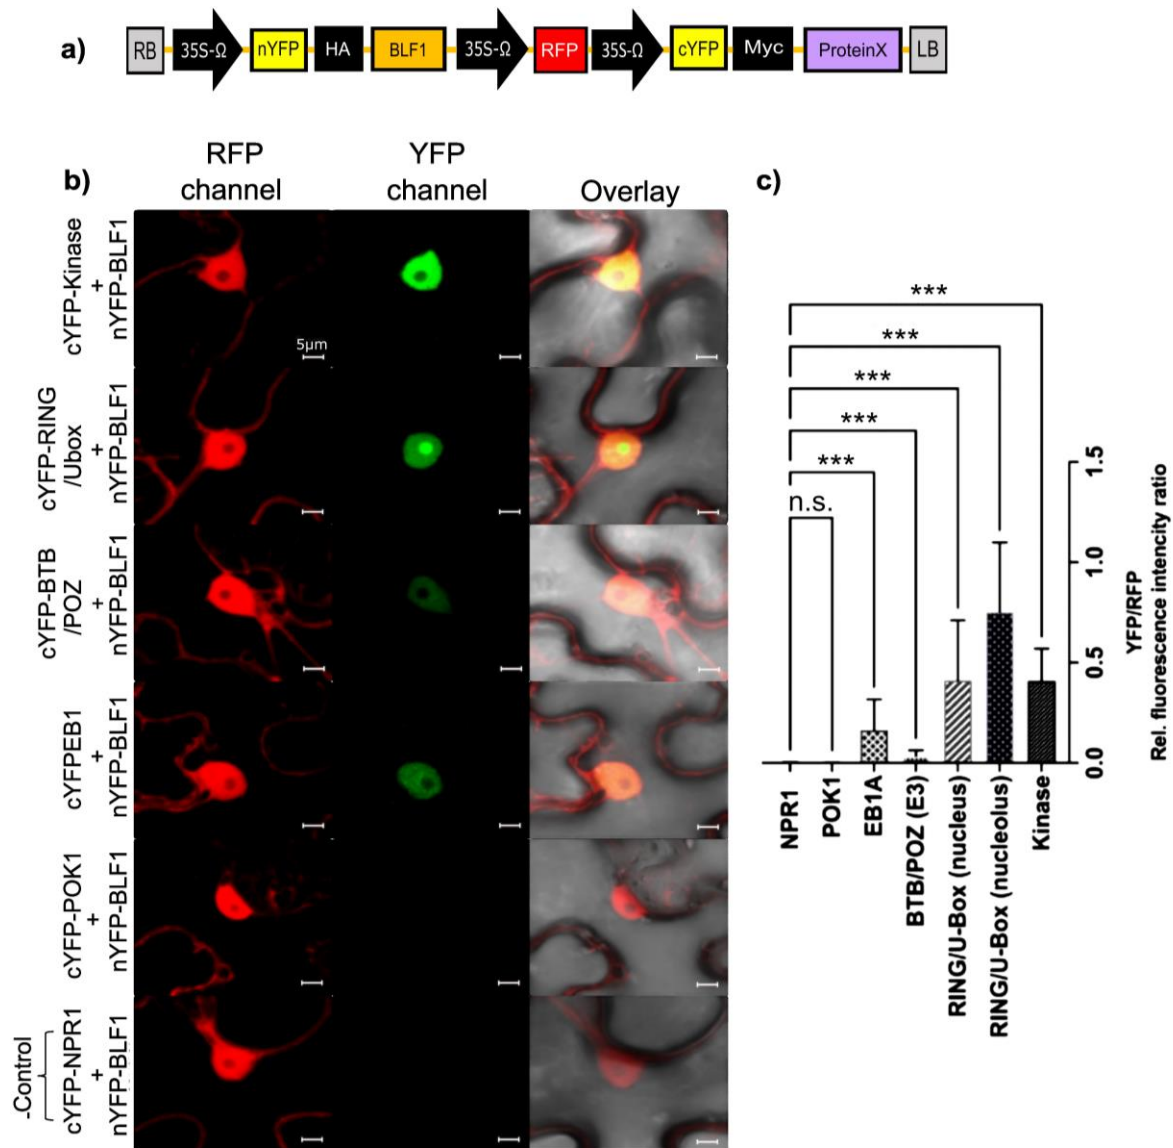 a)
RB 35S-Ω nYFP HA BLF1 35S-Ω RFP 35S-Ω cYFP Myc ProteinX LB
b)
RFP
channel
YFP
channel
Overlay
cYFP-Kinase
+
nYFP-BLF1
5µm
cYFP-RING
/Ubox
+
nYFP-BLF1
cYFP-BTB
/POZ
+
nYFP-BLF1
cYFPEB1
+
nYFP-BLF1
cYFP-POK1
+
nYFP-BLF1
-Control
cYFP-NPR1
+
nYFP-BLF1
c)
***
***
***
***
***
n.s.
1.5
1.0
0.5
0.0
YFP/RFP
Rel. fluorescence intencity ratio
NPR1
POK1
EB1A
BTB/POZ (E3)
RING/U-Box (nucleus)
RING/U-Box (nucleolus)
Kinase